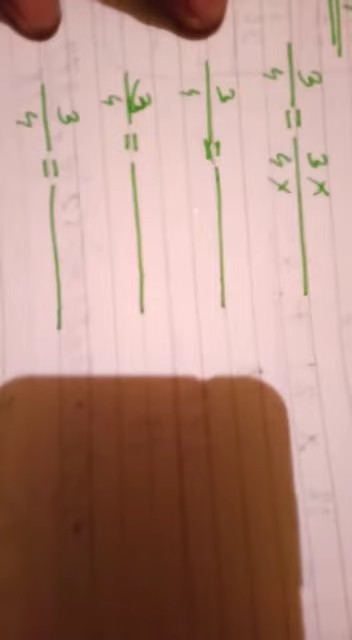 3/4 = 3×/4×
3/4 =
3/4 =
3/4 =